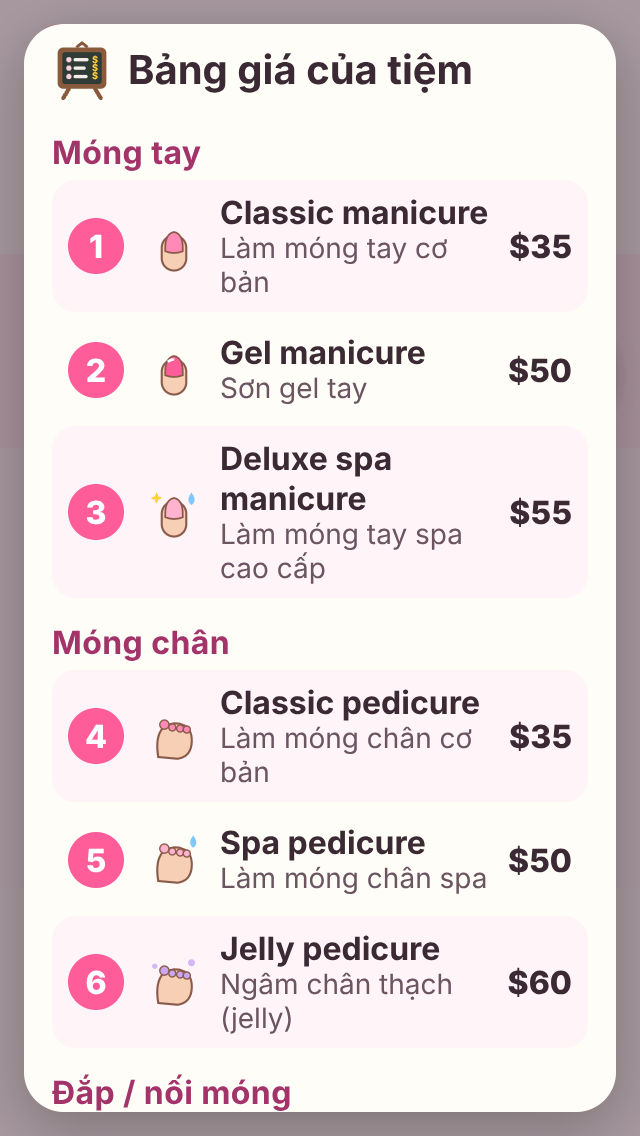 Bảng giá của tiệm
Móng tay
1
Classic manicure
Làm móng tay cơ
bản
$35
2
Gel manicure
Sơn gel tay
$50
3
Deluxe spa
manicure
Làm móng tay spa
cao cấp
$55
Móng chân
4
Classic pedicure
Làm móng chân cơ
bản
$35
5
Spa pedicure
Làm móng chân spa
$50
6
Jelly pedicure
Ngâm chân thạch
(jelly)
$60
Đắp / nối móng